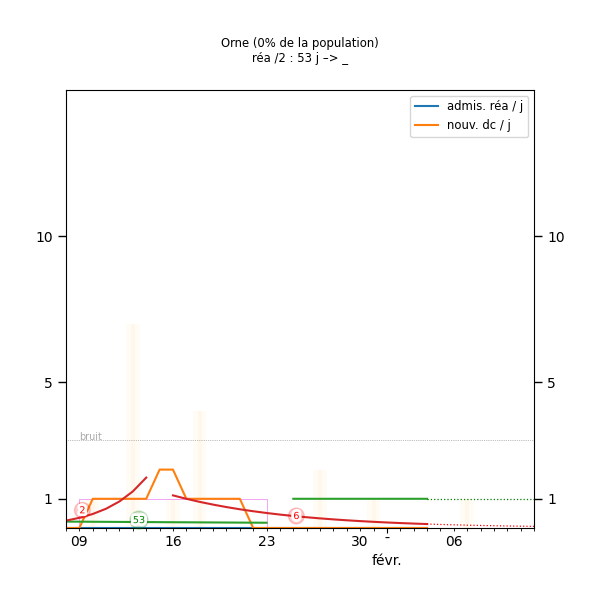 Orne (0% de la population)
réa /2 : 53 j –> _
admis. réa / j
nouv. dc / j
10 10
5 5
bruit
1 1
2
53
6
09 16 23 30 - 06
févr.